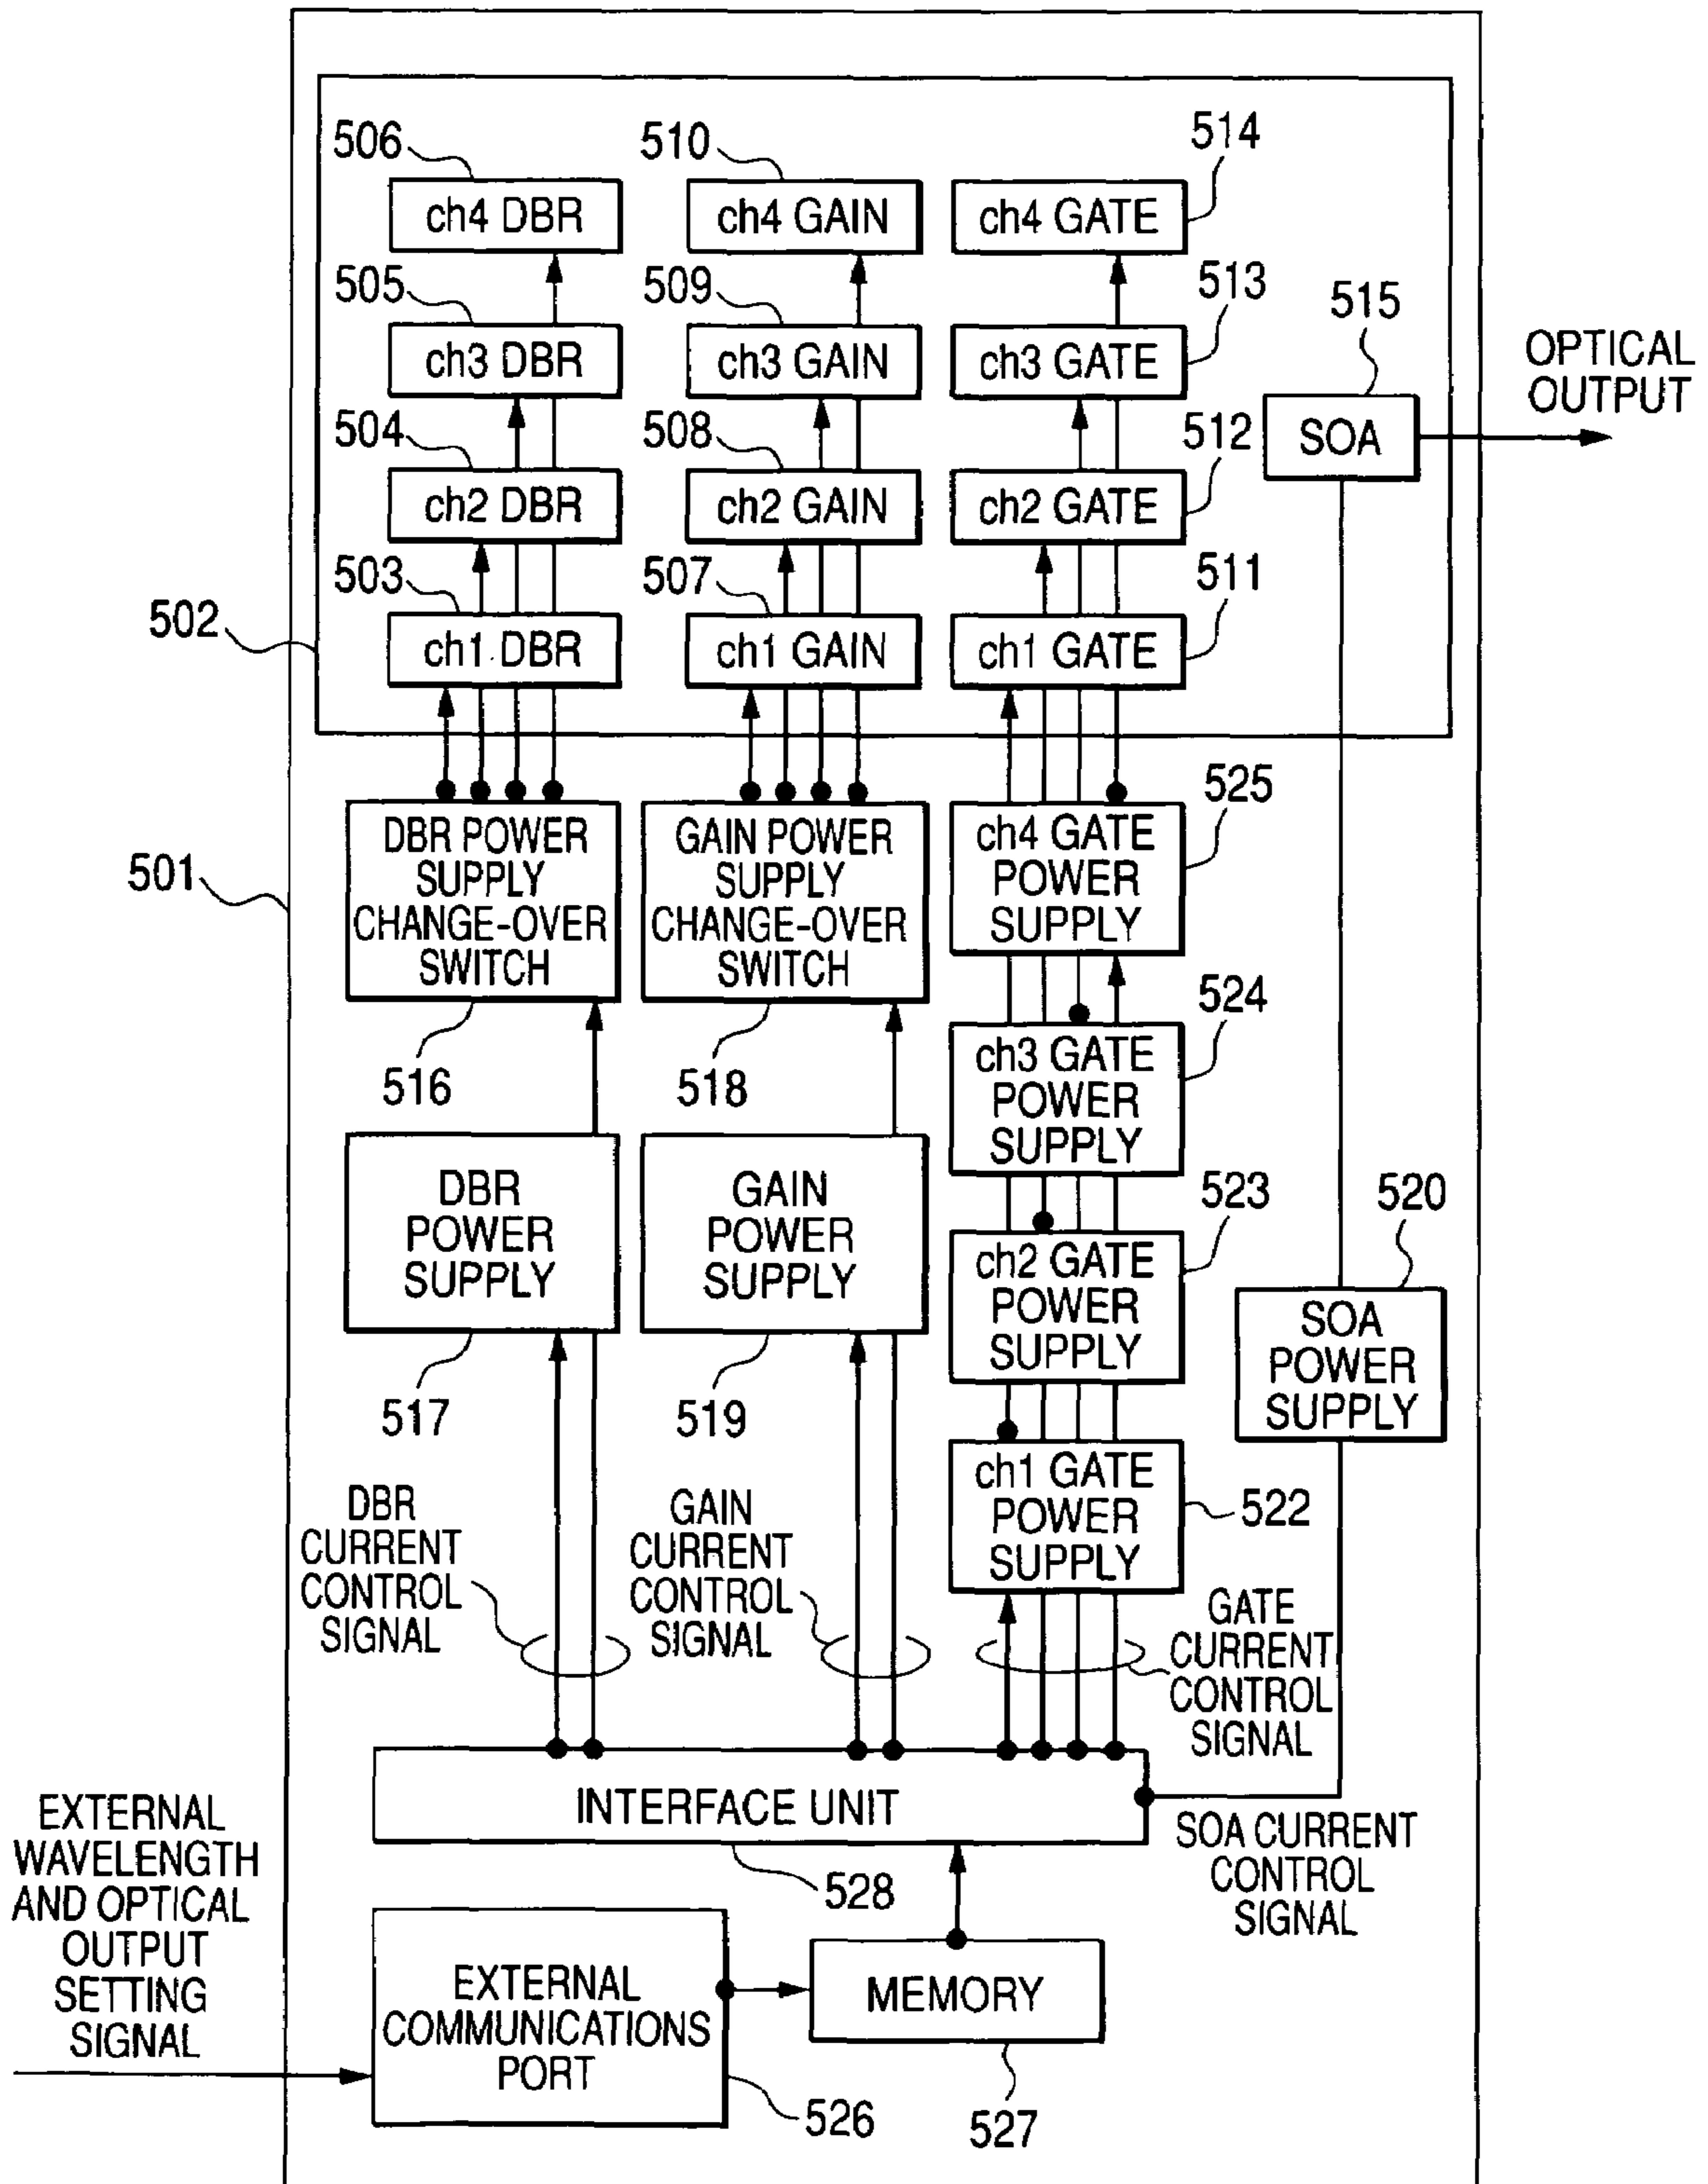 506
510
514
ch4 DBR
ch4 GAIN
ch4 GATE
505
509
513
515
ch3 DBR
ch3 GAIN
ch3 GATE
OPTICAL
OUTPUT
504
508
512
SOA
ch2 DBR
ch2 GAIN
ch2 GATE
503
507
511
502
ch1 DBR
ch1 GAIN
ch1 GATE
501
DBR POWER
SUPPLY
CHANGE-OVER
SWITCH
GAIN POWER
SUPPLY
CHANGE-OVER
SWITCH
ch4 GATE
POWER
SUPPLY
525
516
518
ch3 GATE
POWER
SUPPLY
524
DBR
POWER
SUPPLY
GAIN
POWER
SUPPLY
ch2 GATE
POWER
SUPPLY
523
520
SOA
POWER
SUPPLY
517
519
ch1 GATE
POWER
SUPPLY
522
DBR
CURRENT
CONTROL
SIGNAL
GAIN
CURRENT
CONTROL
SIGNAL
GATE
CURRENT
CONTROL
SIGNAL
INTERFACE UNIT
528
SOA CURRENT
CONTROL
SIGNAL
EXTERNAL
WAVELENGTH
AND OPTICAL
OUTPUT
SETTING
SIGNAL
EXTERNAL
COMMUNICATIONS
PORT
526
MEMORY
527